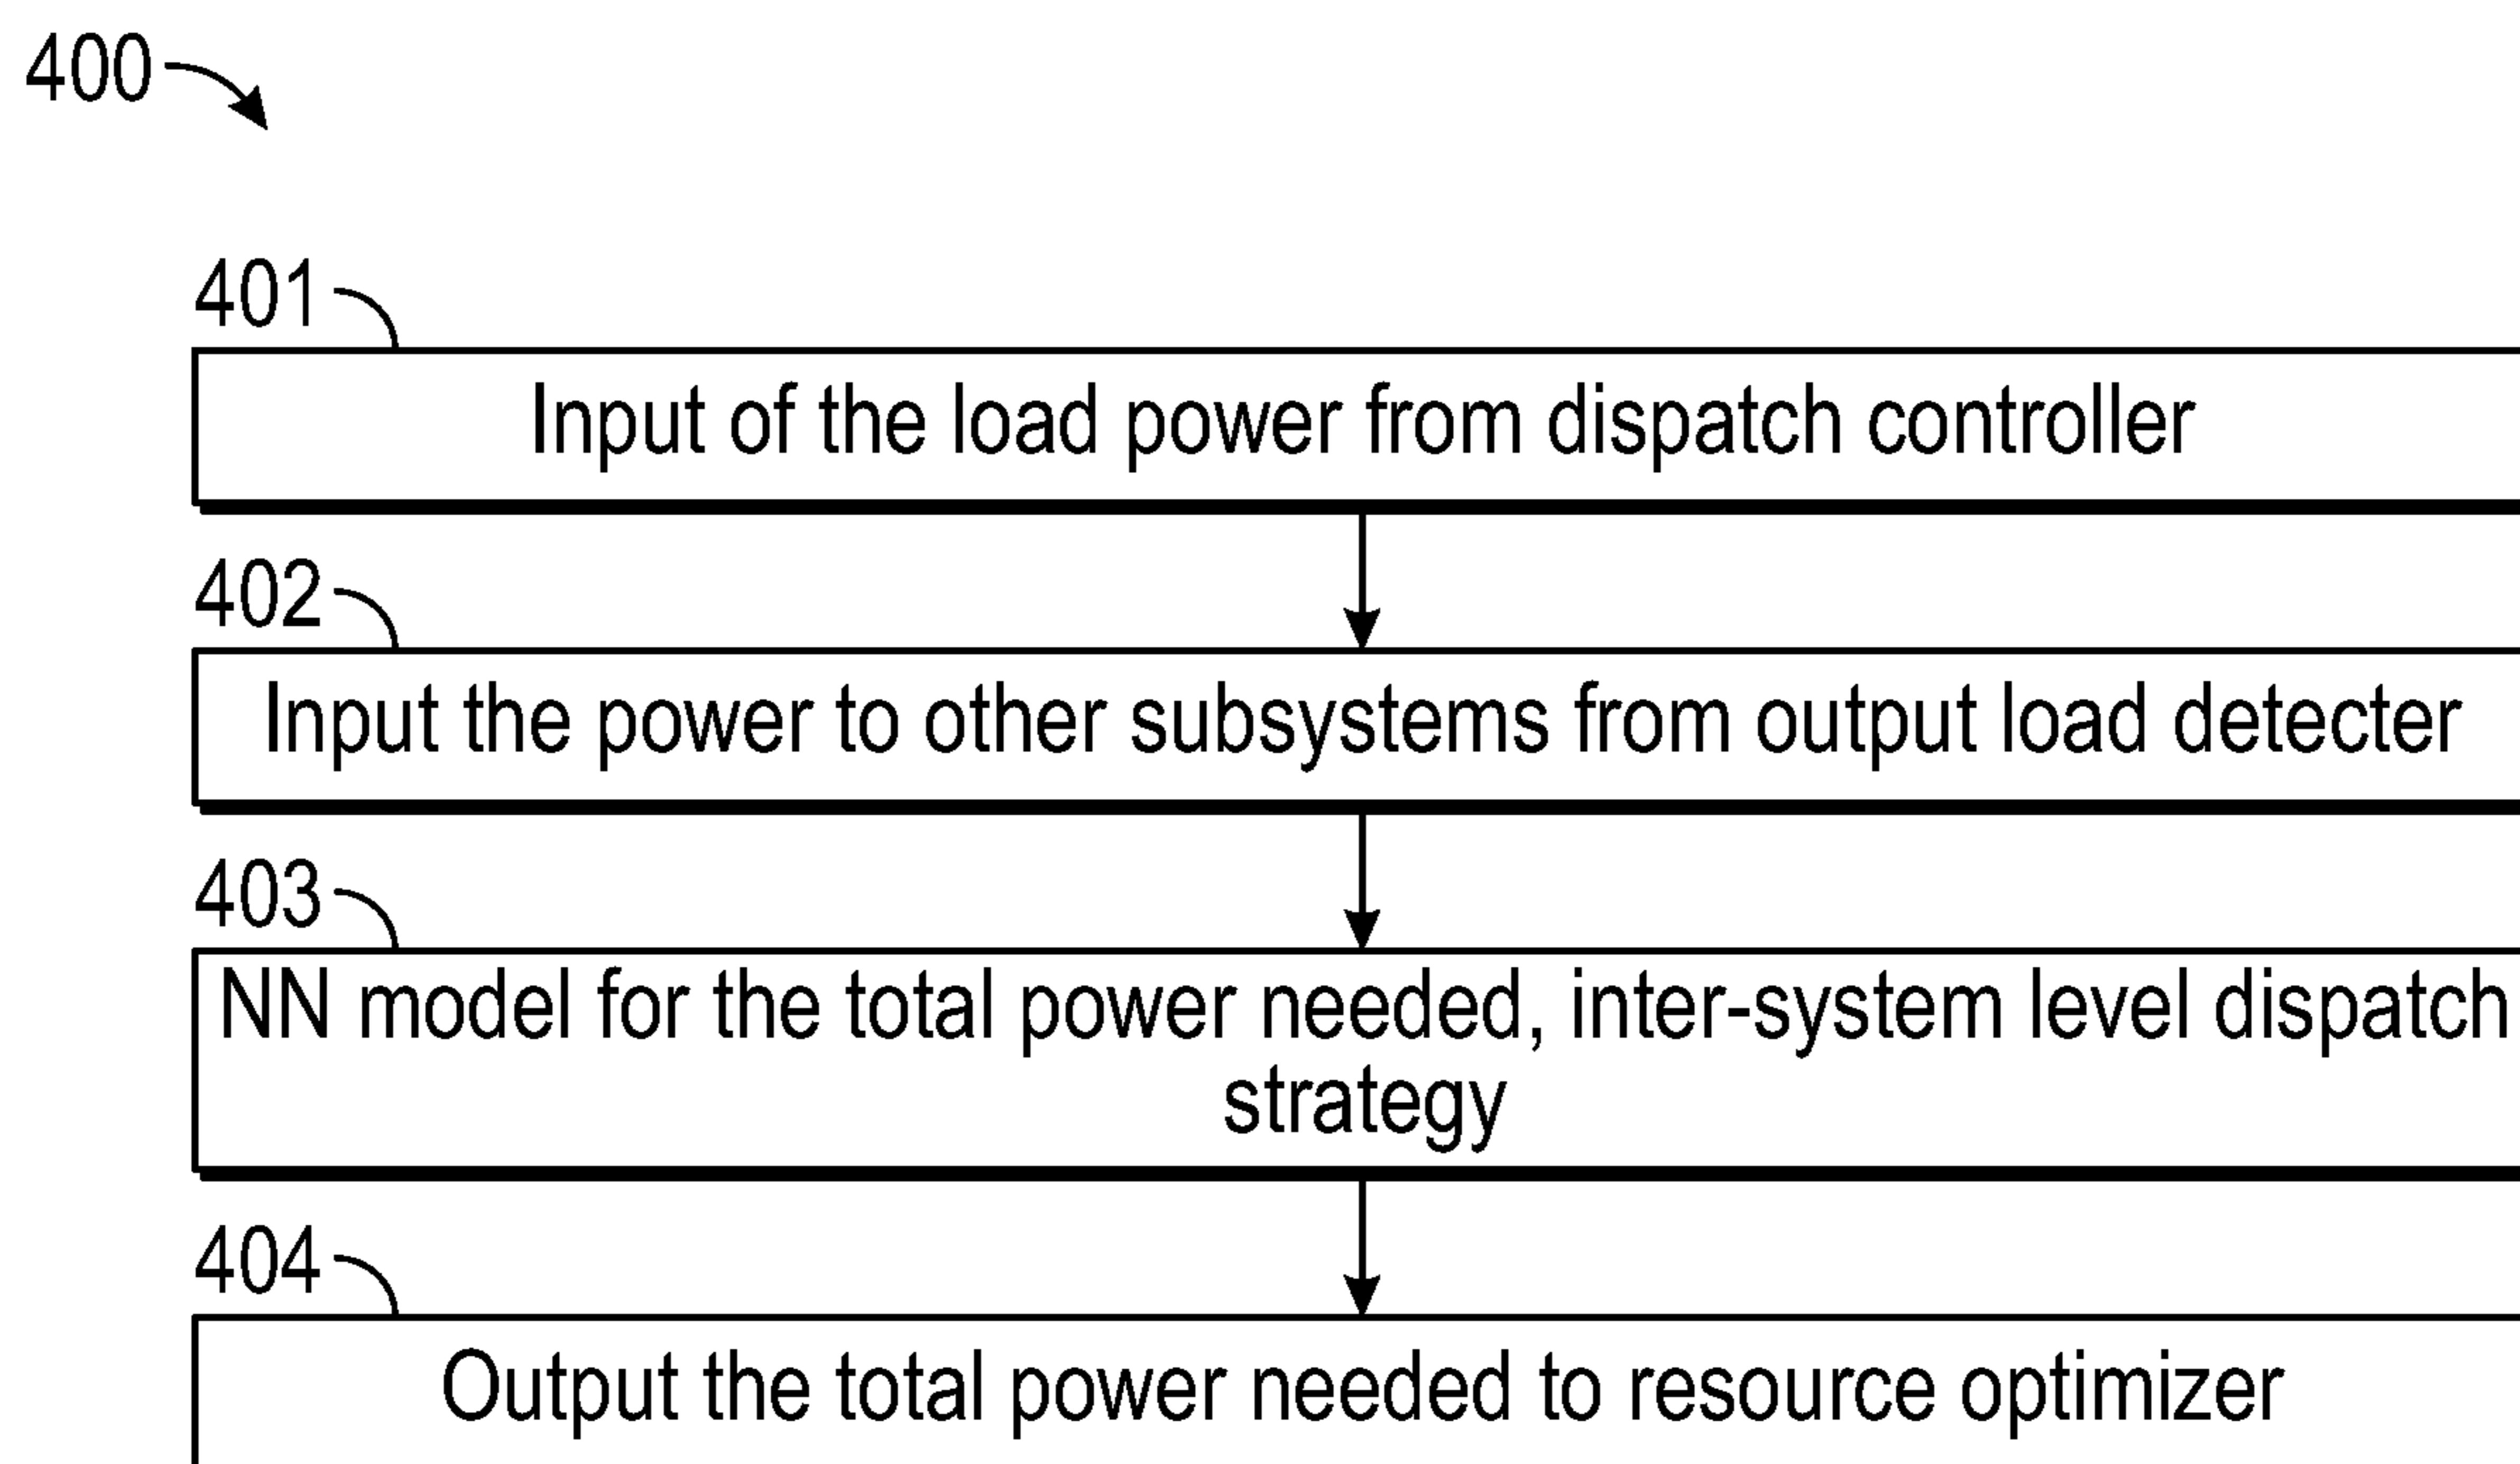 400
401
Input of the load power from dispatch controller
402
Input the power to other subsystems from output load detecter
403
NN model for the total power needed, inter-system level dispatch
strategy
404
Output the total power needed to resource optimizer